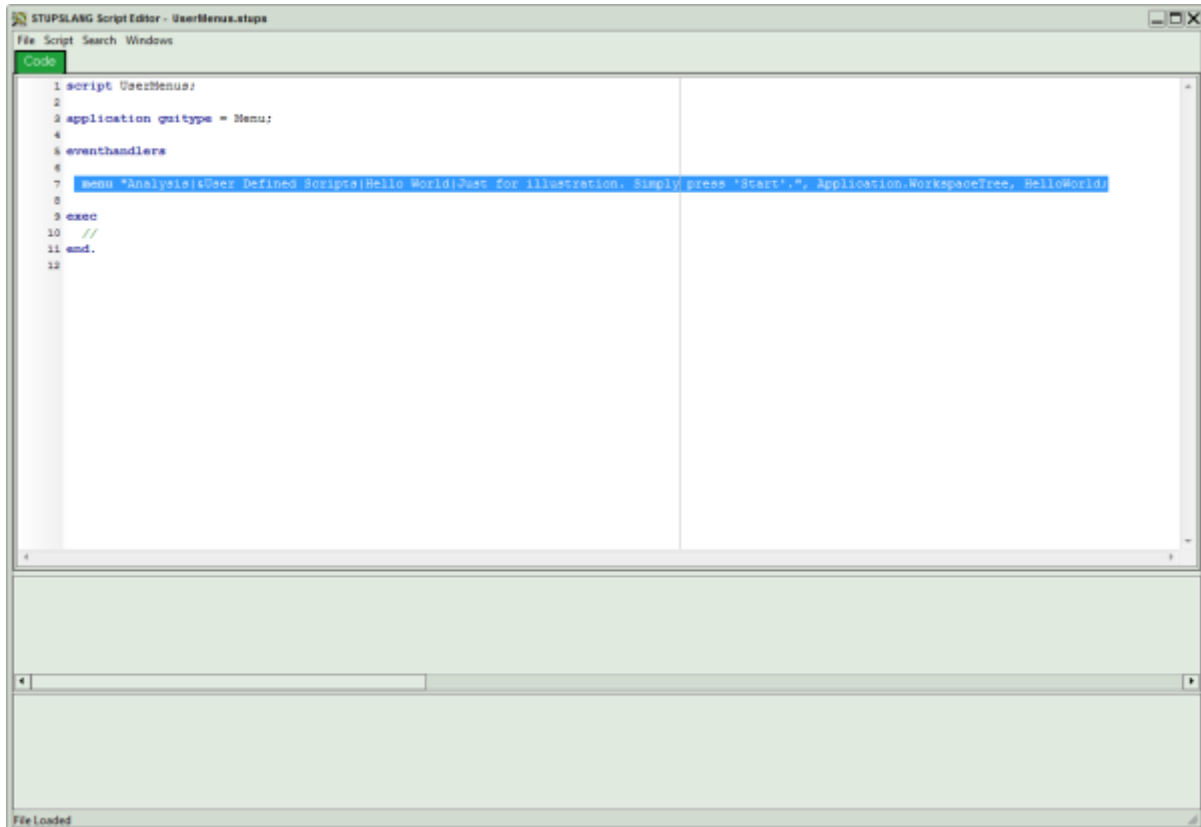 STUPSLANG Script Editor - UserMenus.stups
File Script Search Windows
Code
1 script UserMenus;
2
3 application guitype = Menu;
4
5 eventhandlers
6
7 menu "Analysis|&User Defined Scripts|Hello World|Just for illustration. Simply press 'Start'.", Application.WorkspaceTree, HelloWorld;
8
9 exec
10 //
11 end.
12
File Loaded